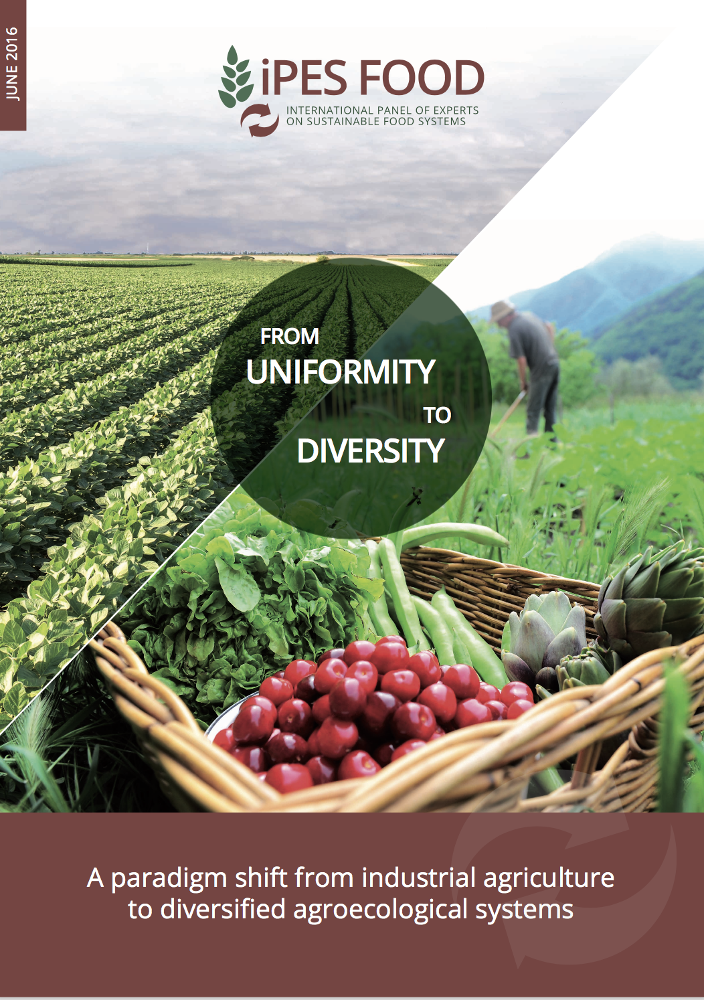 JUNE 2016
iPES FOOD
INTERNATIONAL PANEL OF EXPERTS
ON SUSTAINABLE FOOD SYSTEMS
FROM
UNIFORMITY
TO
DIVERSITY
A paradigm shift from industrial agriculture
to diversified agroecological systems